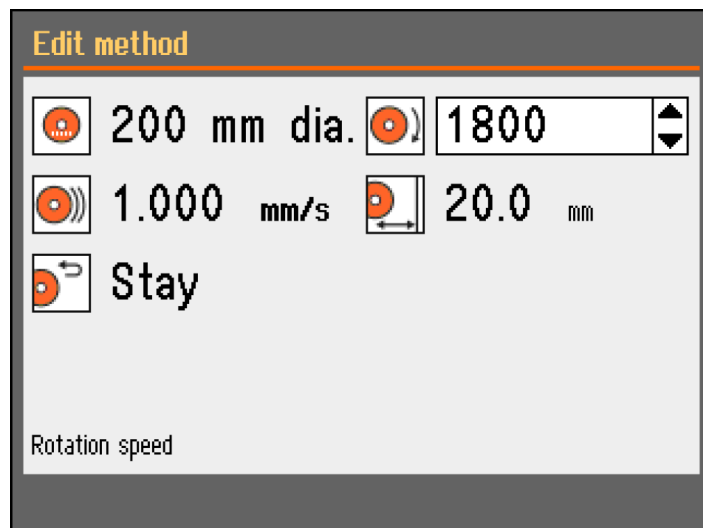 Edit method
200 mm dia. 1800
1.000 mm/s 20.0 mm
Stay
Rotation speed